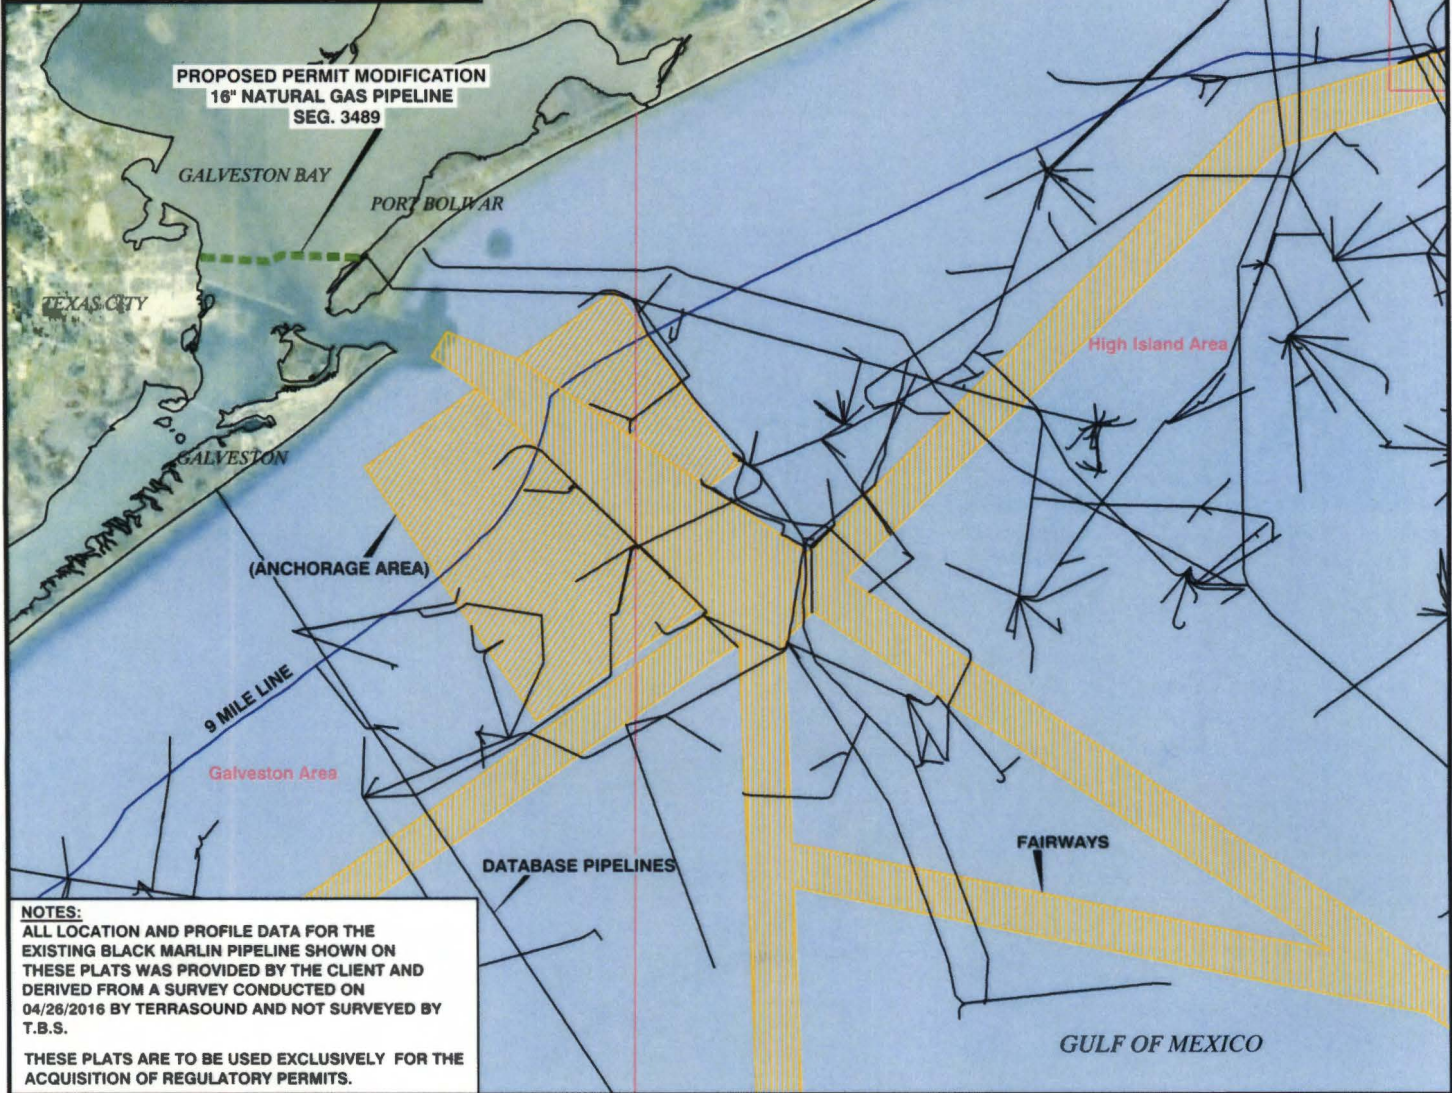 PROPOSED PERMIT MODIFICATION
16" NATURAL GAS PIPELINE
SEG. 3489
GALVESTON BAY
PORT BOLIVAR
TEXAS CITY
High Island Area
GALVESTON
(ANCHORAGE AREA)
9 MILE LINE
Galveston Area
FAIRWAYS
DATABASE PIPELINES
GULF OF MEXICO
NOTES:
ALL LOCATION AND PROFILE DATA FOR THE
EXISTING BLACK MARLIN PIPELINE SHOWN ON
THESE PLATS WAS PROVIDED BY THE CLIENT AND
DERIVED FROM A SURVEY CONDUCTED ON
04/26/2016 BY TERRASOUND AND NOT SURVEYED BY
T.B.S.
THESE PLATS ARE TO BE USED EXCLUSIVELY FOR THE
ACQUISITION OF REGULATORY PERMITS.